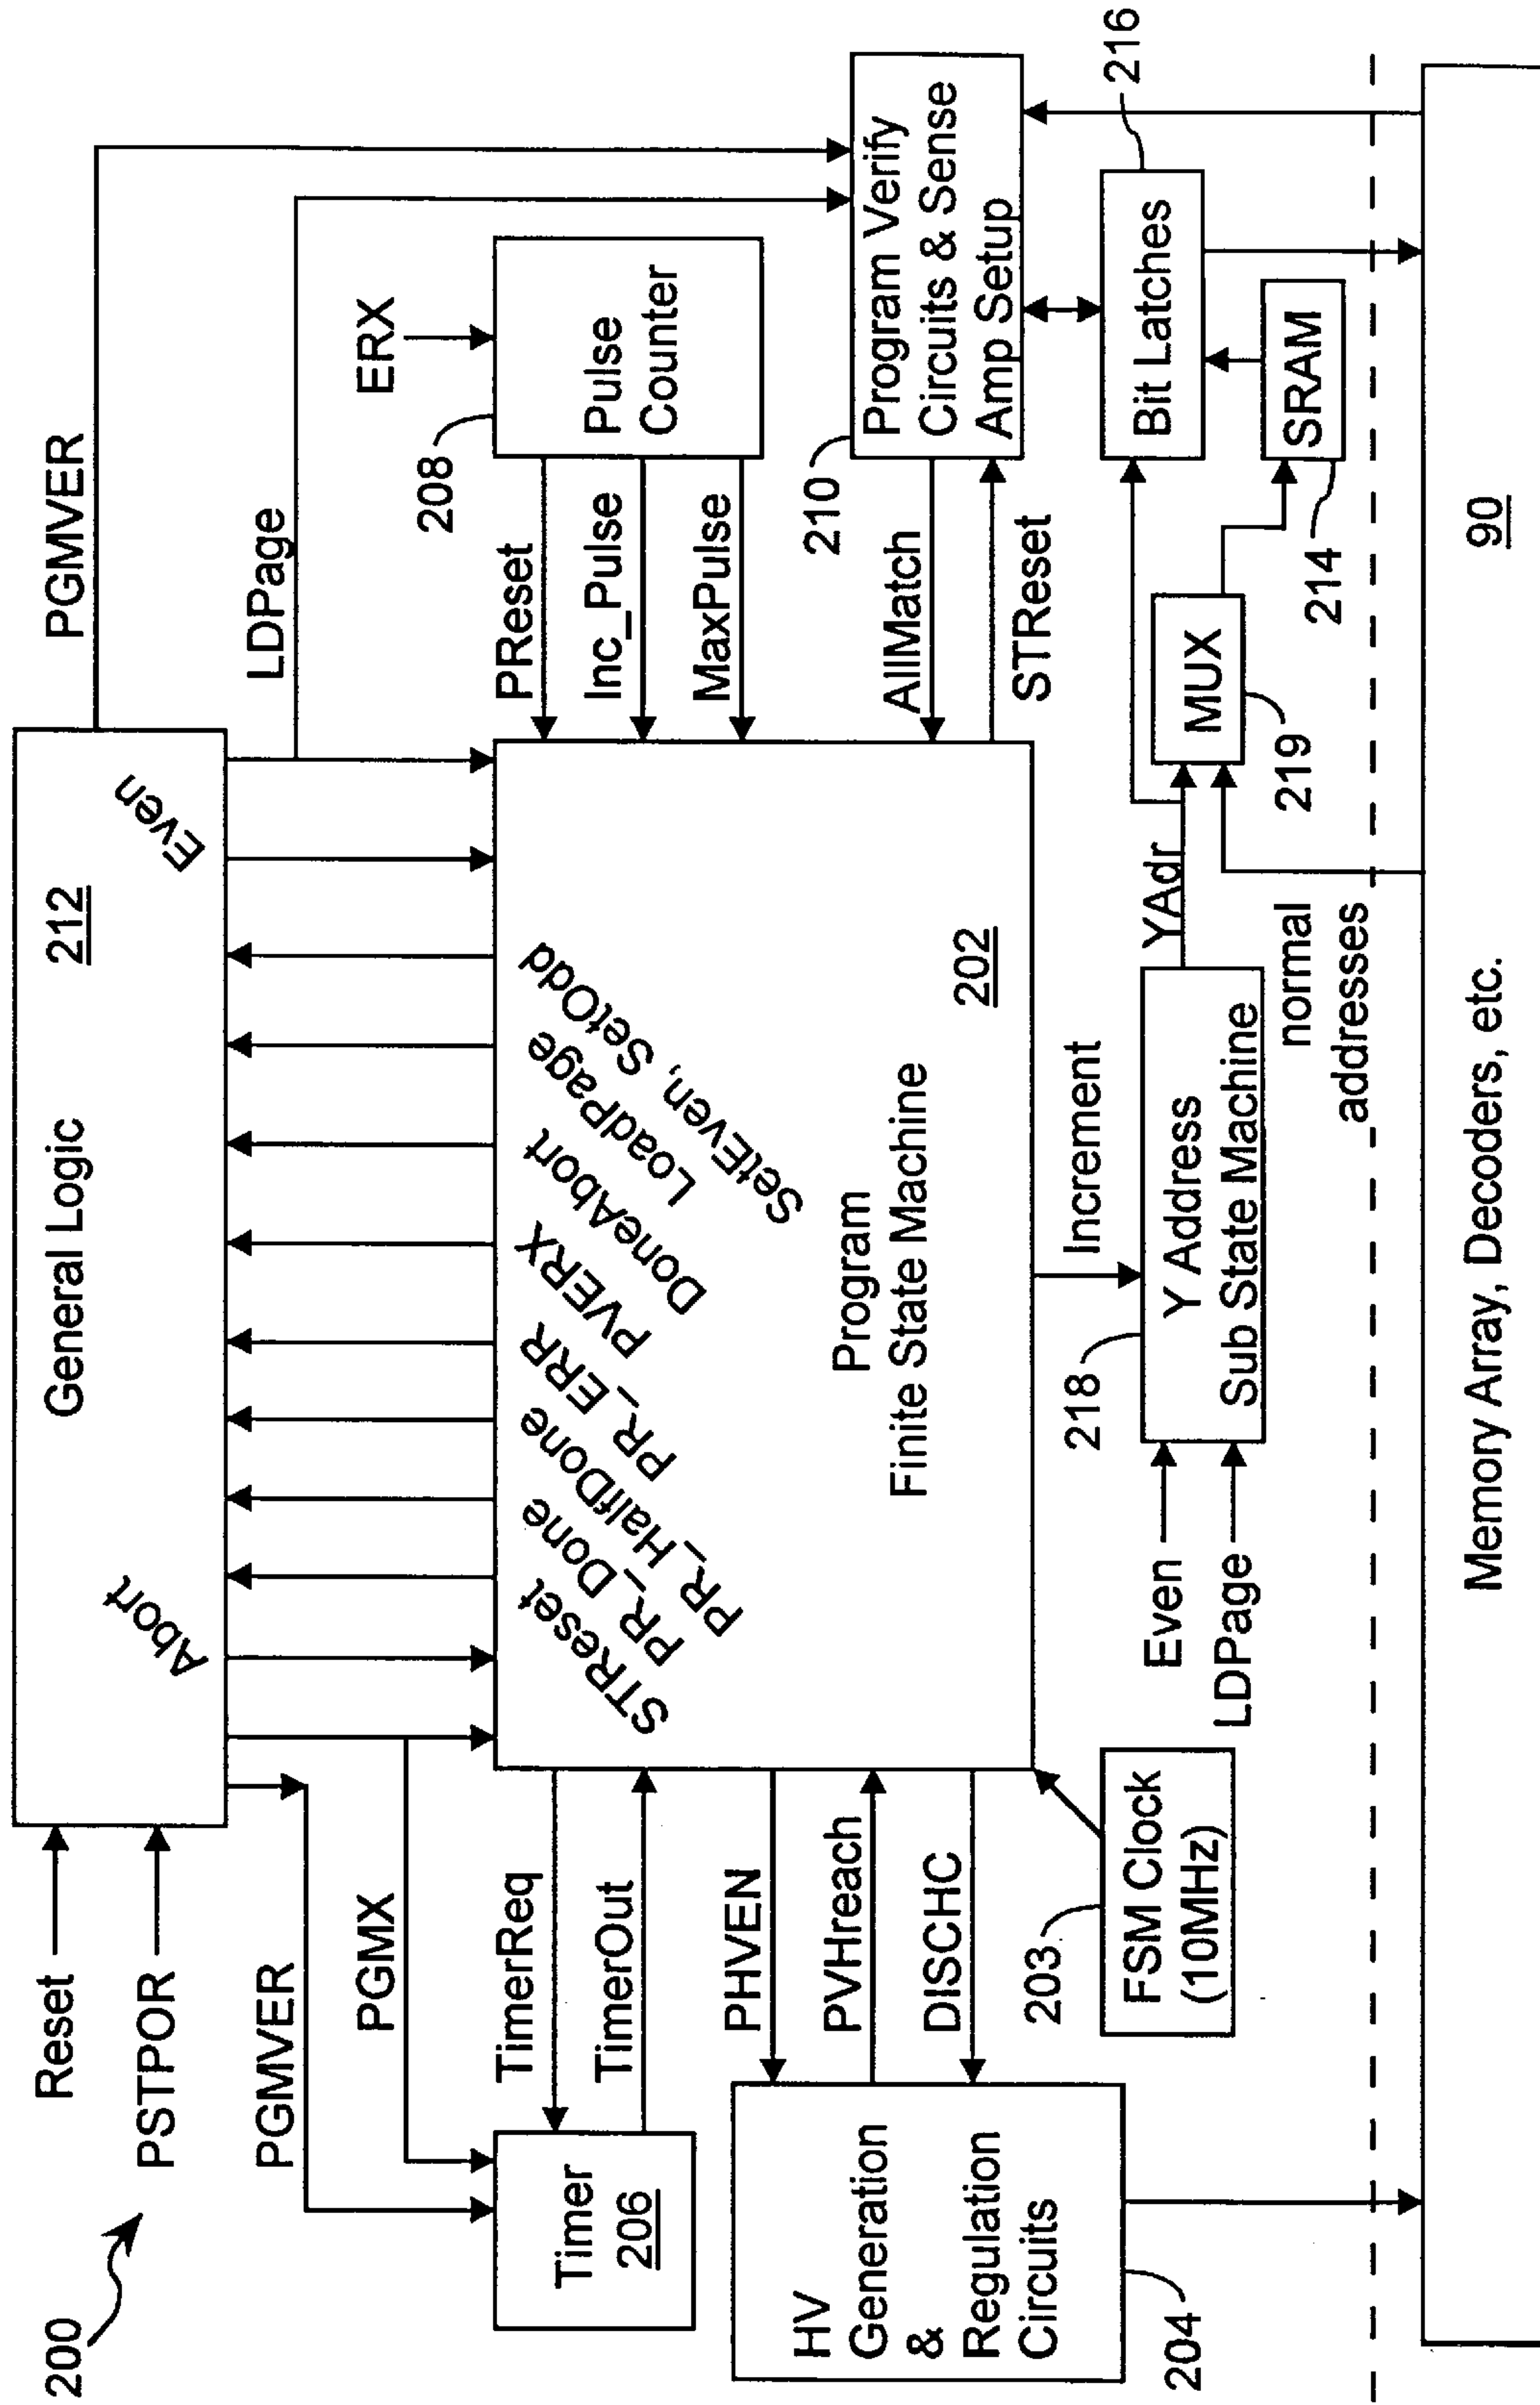 200
Reset
PSTPOR
PGMVER
PGMX
General Logic
212
Abort
Even
PGMVER
LDPage
TimerReq
TimerOut
Timer
206
PHVEN
PVHreach
DISCHC
HV
Generation
&
Regulation
Circuits
204
203
FSM Clock
(10MHz)
STReset
PR_Done
PR_HalfDone
PR_ERR
PVERX
DoneAbort
LoadPage
SetEven, SetOdd
Program
Finite State Machine
202
PReset
Inc_Pulse
MaxPulse
208
ERX
Pulse
Counter
AllMatch
STReset
210
Program Verify
Circuits & Sense
Amp Setup
Increment
Even
LDPage
218
Y Address
Sub State Machine
YAdr
normal
addresses
MUX
219
Bit Latches
216
SRAM
214
Memory Array, Decoders, etc.
90